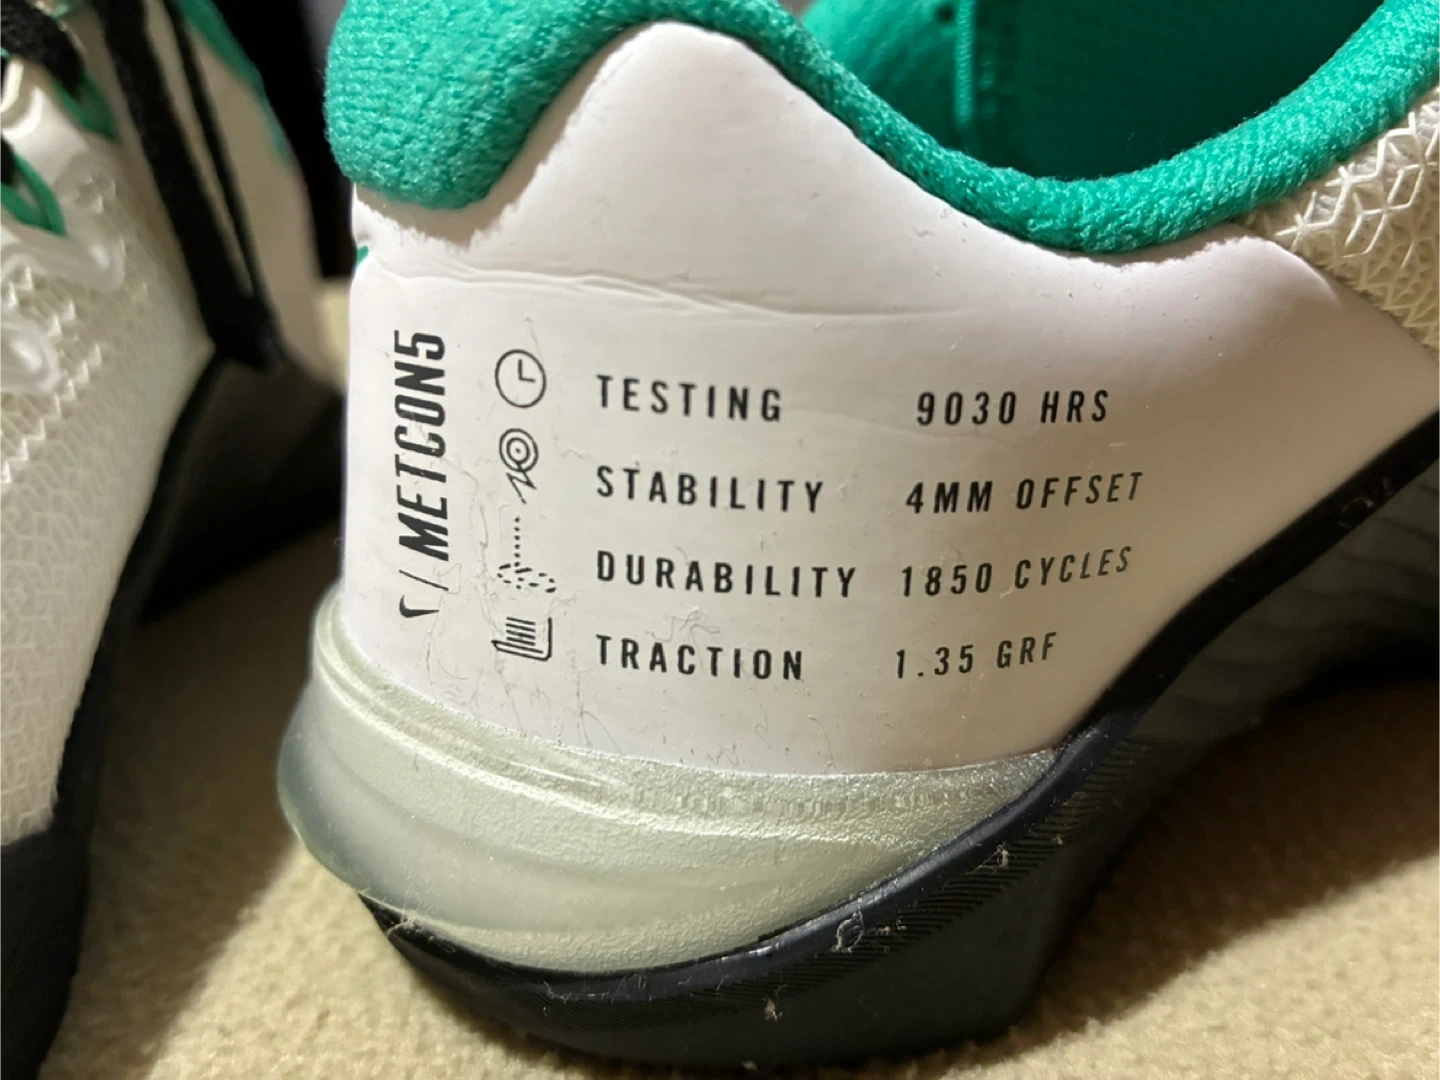 / METCON5
TESTING 9030 HRS
STABILITY 4MM OFFSET
DURABILITY 1850 CYCLES
TRACTION 1.35 GRF